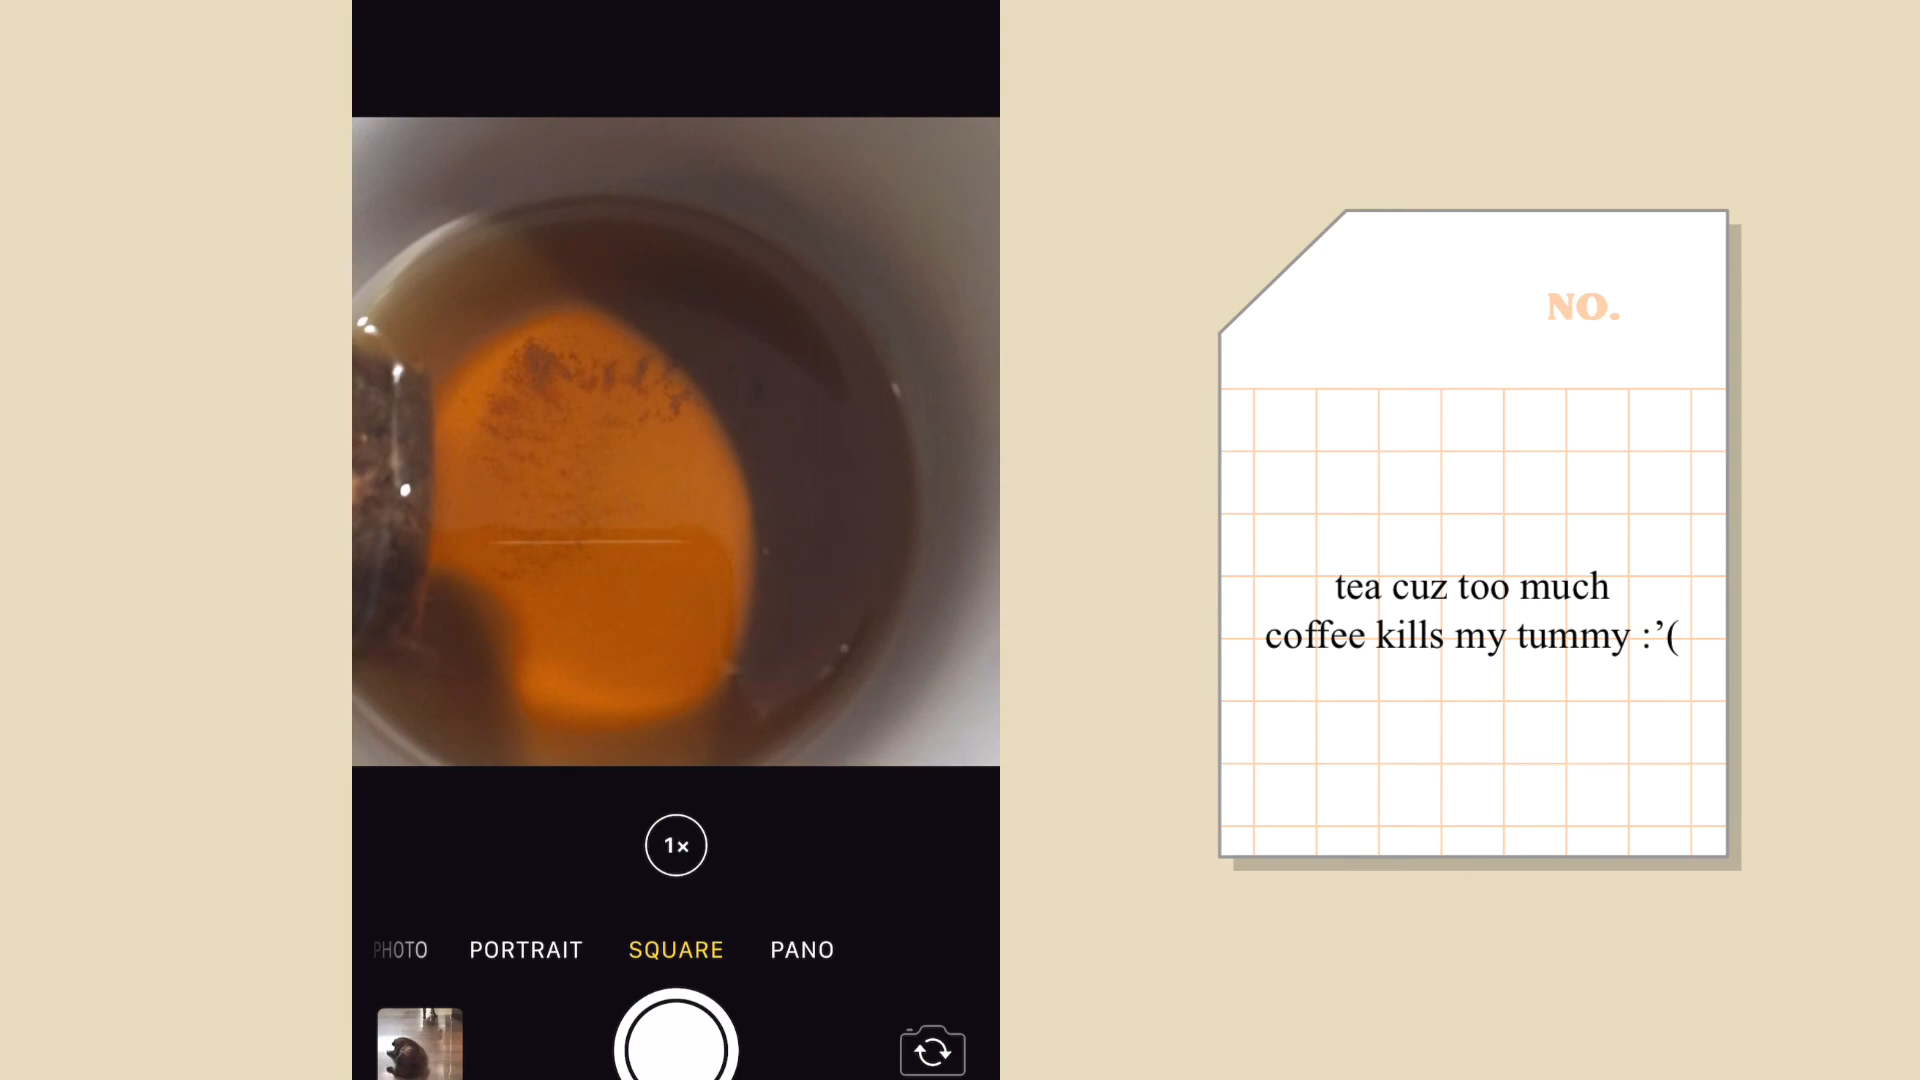 1×
PHOTO
PORTRAIT
SQUARE
PANO
NO.
tea cuz too much
coffee kills my tummy :’(